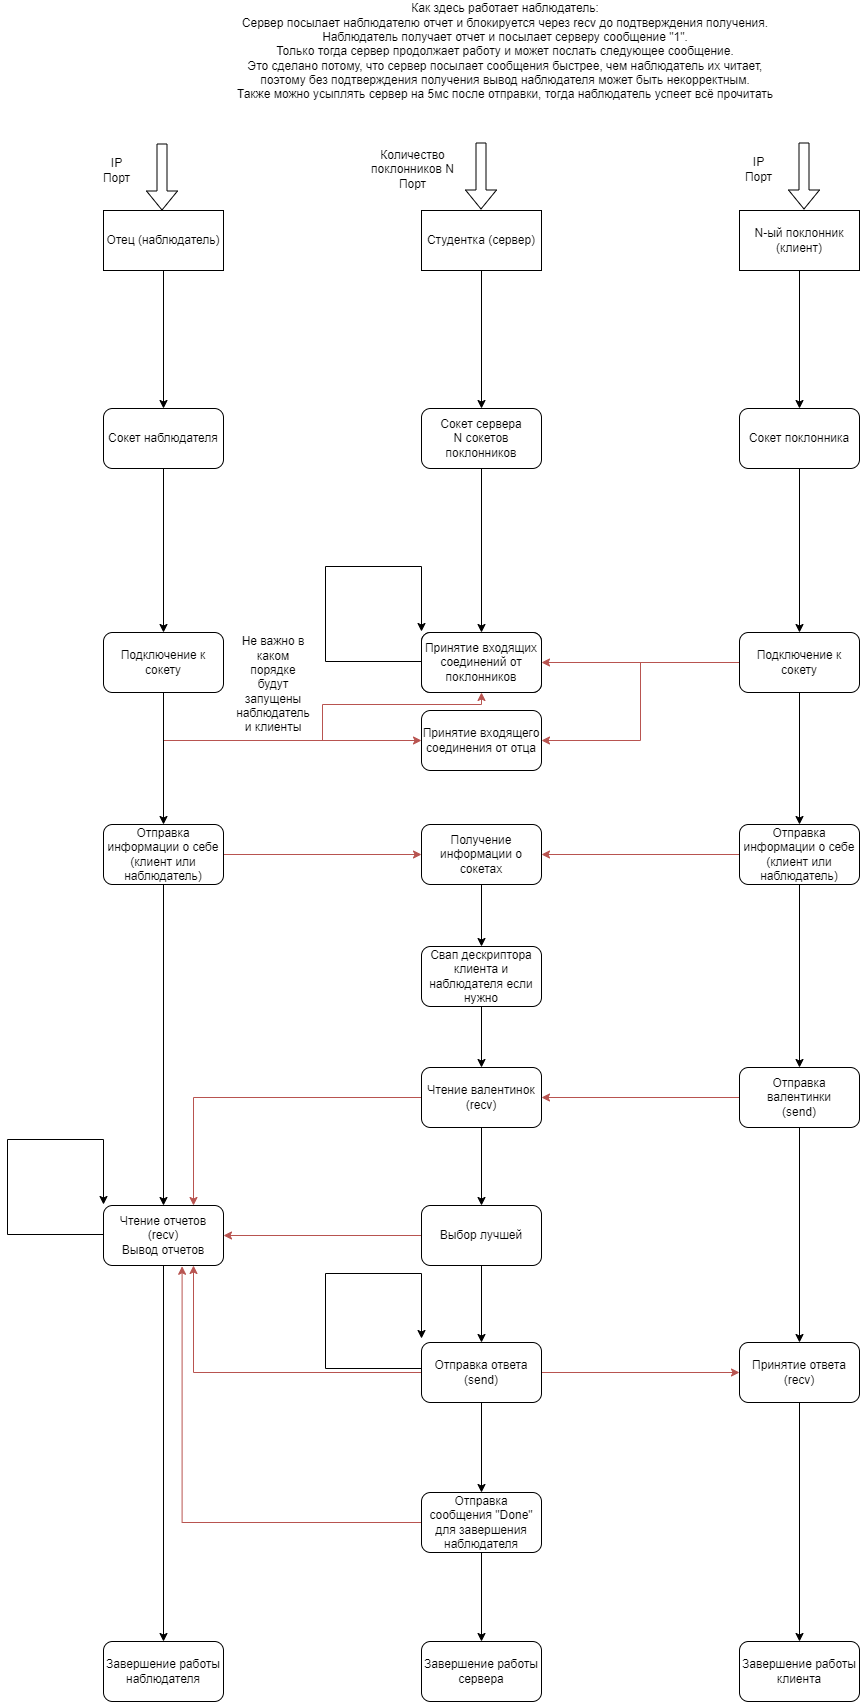 Как здесь работает наблюдатель:
Сервер посылает наблюдателю отчет и блокируется через recv до подтверждения получения.
Наблюдатель получает отчет и посылает серверу сообщение "1".
Только тогда сервер продолжает работу и может послать следующее сообщение.
Это сделано потому, что сервер посылает сообщения быстрее, чем наблюдатель их читает,
поэтому без подтверждения получения вывод наблюдателя может быть некорректным.
Также можно усыплять сервер на 5мс после отправки, тогда наблюдатель успеет всё прочитать
IP
Порт
Количество
поклонников N
Порт
IP
Порт
Отец (наблюдатель)
Студентка (сервер)
N-ый поклонник
(клиент)
Сокет наблюдателя
Сокет сервера
N сокетов
поклонников
Сокет поклонника
Подключение к
сокету
Не важно в
каком
порядке
будут
запущены
наблюдатель
и клиенты
Принятие входящих
соединений от
поклонников
Подключение к
сокету
Принятие входящего
соединения от отца
Отправка
информации о себе
(клиент или
наблюдатель)
Получение
информации о
сокетах
Отправка
информации о себе
(клиент или
наблюдатель)
Свап дескриптора
клиента и
наблюдателя если
нужно
Чтение валентинок
(recv)
Отправка
валентинки
(send)
Чтение отчетов
(recv)
Вывод отчетов
Выбор лучшей
Отправка ответа
(send)
Принятие ответа
(recv)
Отправка
сообщения "Done"
для завершения
наблюдателя
Завершение работы
наблюдателя
Завершение работы
сервера
Завершение работы
клиента